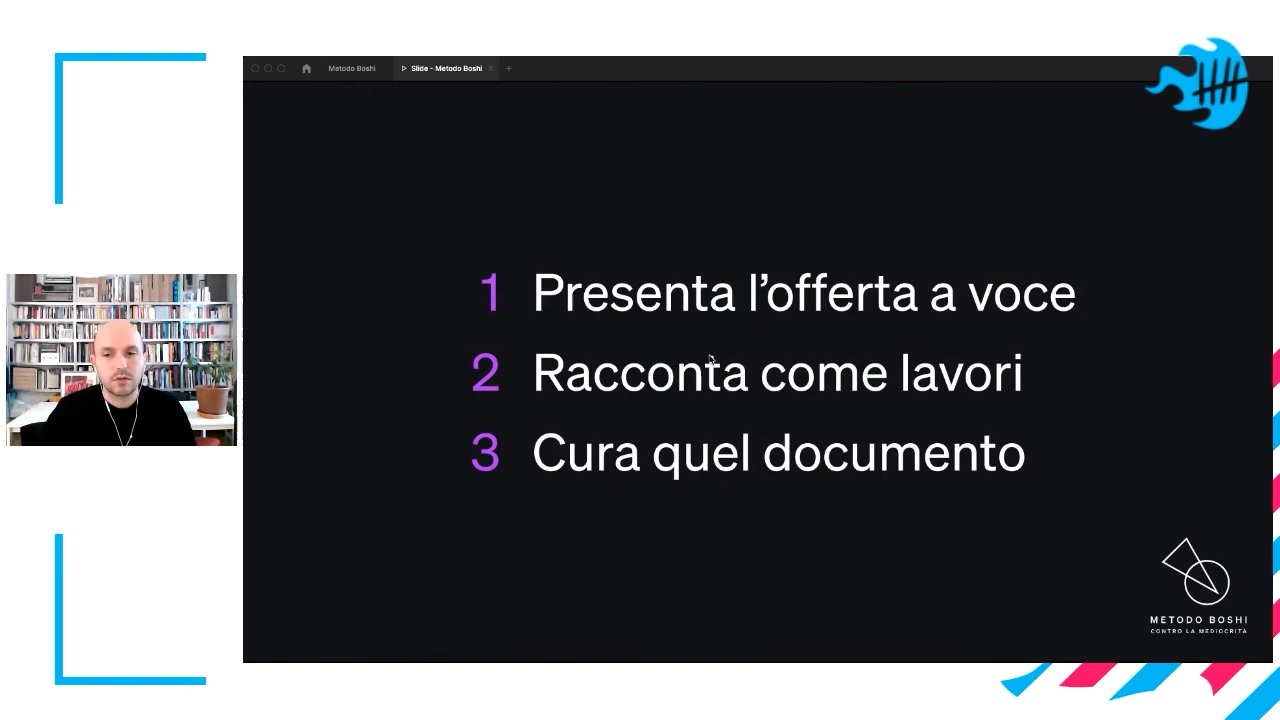 Metodo Boshi
Slide - Metodo Boshi
1 Presenta l’offerta a voce
2 Racconta come lavori
3 Cura quel documento
METODO BOSHI
CONTRO LA MEDIOCRITÀ